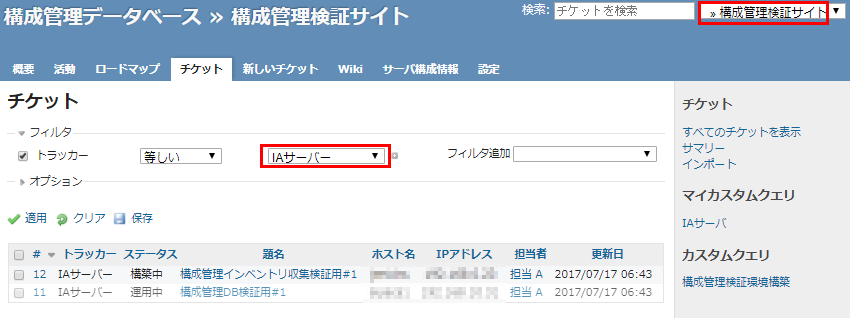 構成管理データベース » 構成管理検証サイト
検索: チケットを検索 » 構成管理検証サイト
概要 活動 ロードマップ チケット 新しいチケット Wiki サーバ構成情報 設定
チケット
フィルタ
トラッカー 等しい IAサーバー フィルタ追加
オプション
適用 クリア 保存
# トラッカー ステータス 題名 ホスト名 IPアドレス 担当者 更新日
12 IAサーバー 構築中 構成管理インベントリ収集検証用#1 担当 A 2017/07/17 06:43
11 IAサーバー 運用中 構成管理DB検証用#1 担当 A 2017/07/17 06:43
チケット
すべてのチケットを表示
サマリー
インポート
マイカスタムクエリ
IAサーバ
カスタムクエリ
構成管理検証環境構築